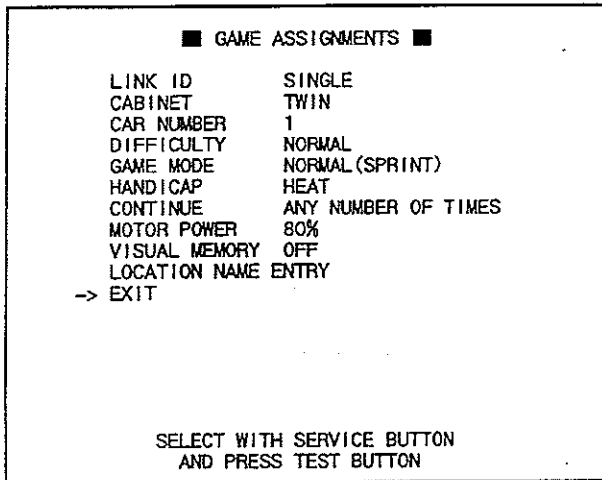 ■ GAME ASSIGNMENTS ■
LINK ID SINGLE
CABINET TWIN
CAR NUMBER 1
DIFFICULTY NORMAL
GAME MODE NORMAL(SPRINT)
HANDICAP HEAT
CONTINUE ANY NUMBER OF TIMES
MOTOR POWER 80%
VISUAL MEMORY OFF
LOCATION NAME ENTRY
-> EXIT
SELECT WITH SERVICE BUTTON
AND PRESS TEST BUTTON